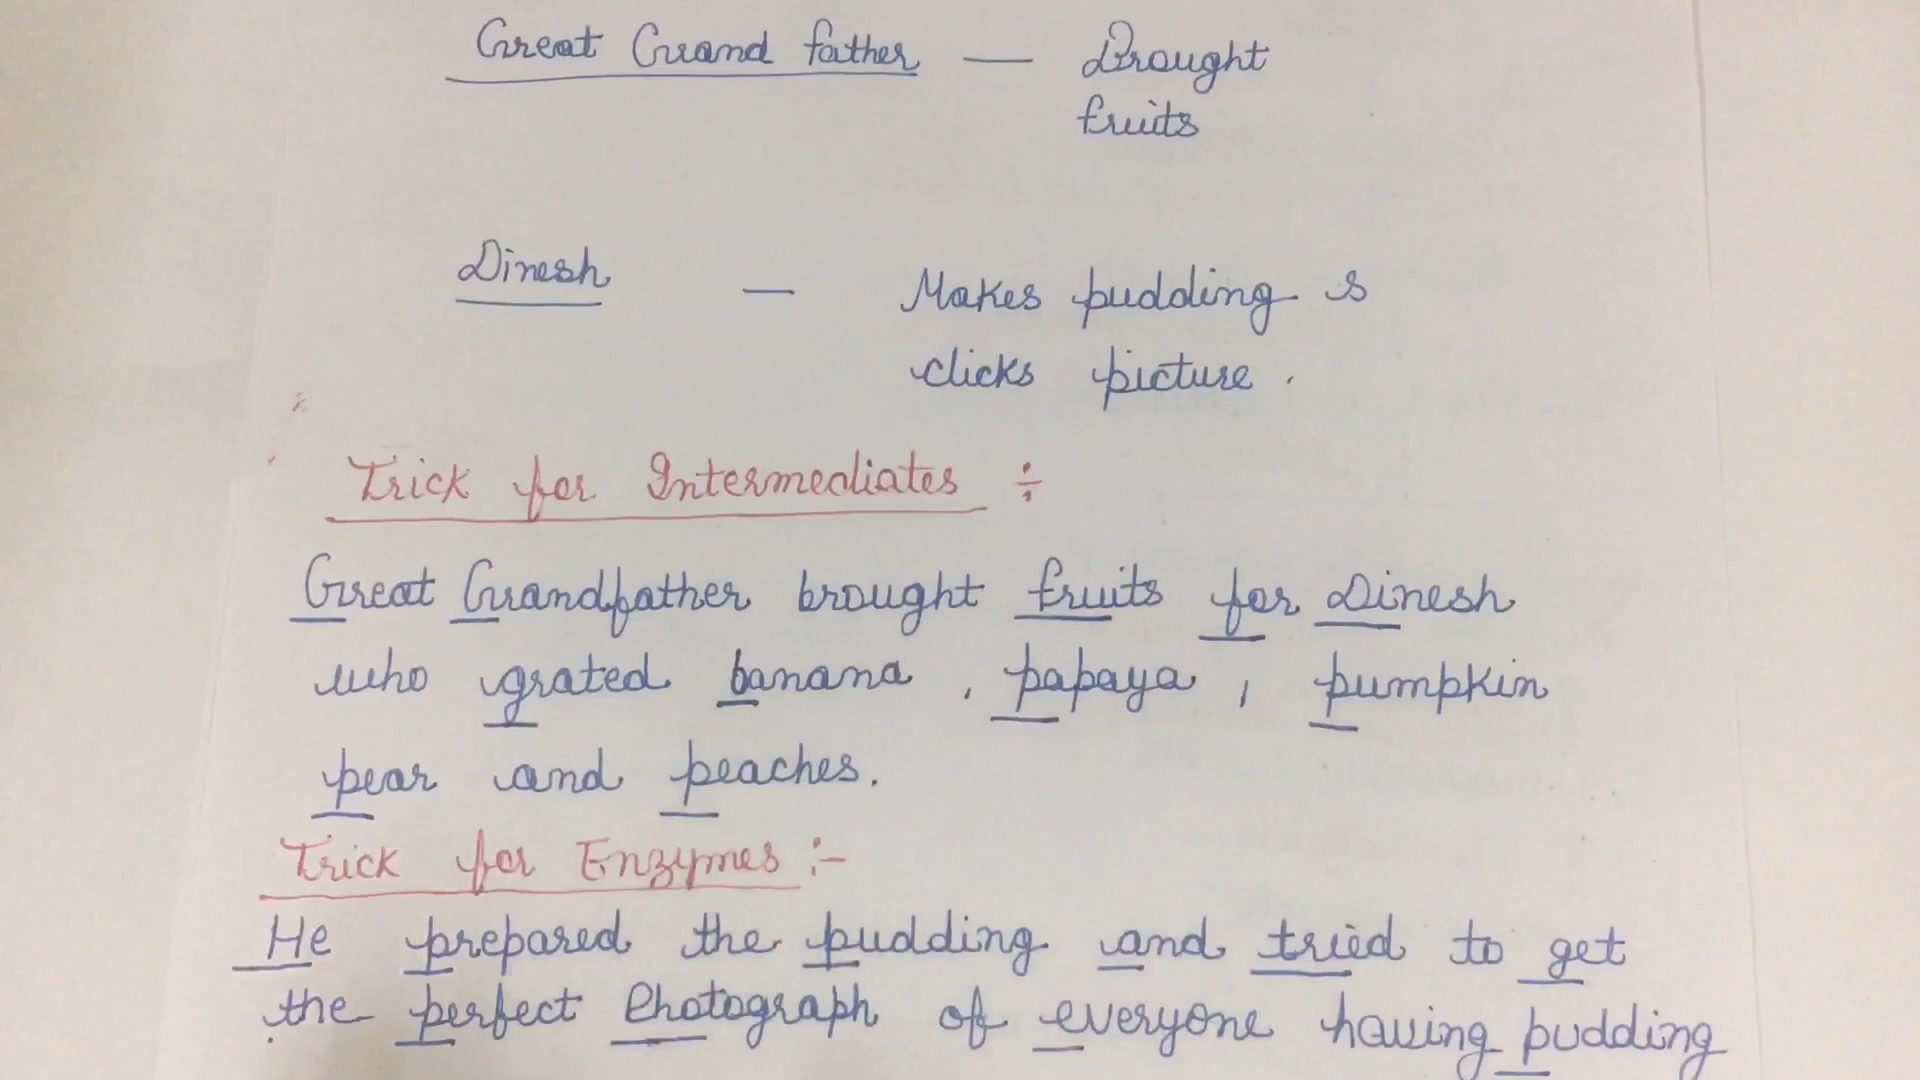 Great Grand father — Brought
fruits
Dinesh — Makes pudding &
clicks picture.
Trick for Intermediates ÷
Great Grandfather brought fruits for Dinesh
who grated banana, papaya, pumpkin
pear and peaches.
Trick for Enzymes :-
He prepared the pudding and tried to get
the perfect Photograph of everyone having pudding